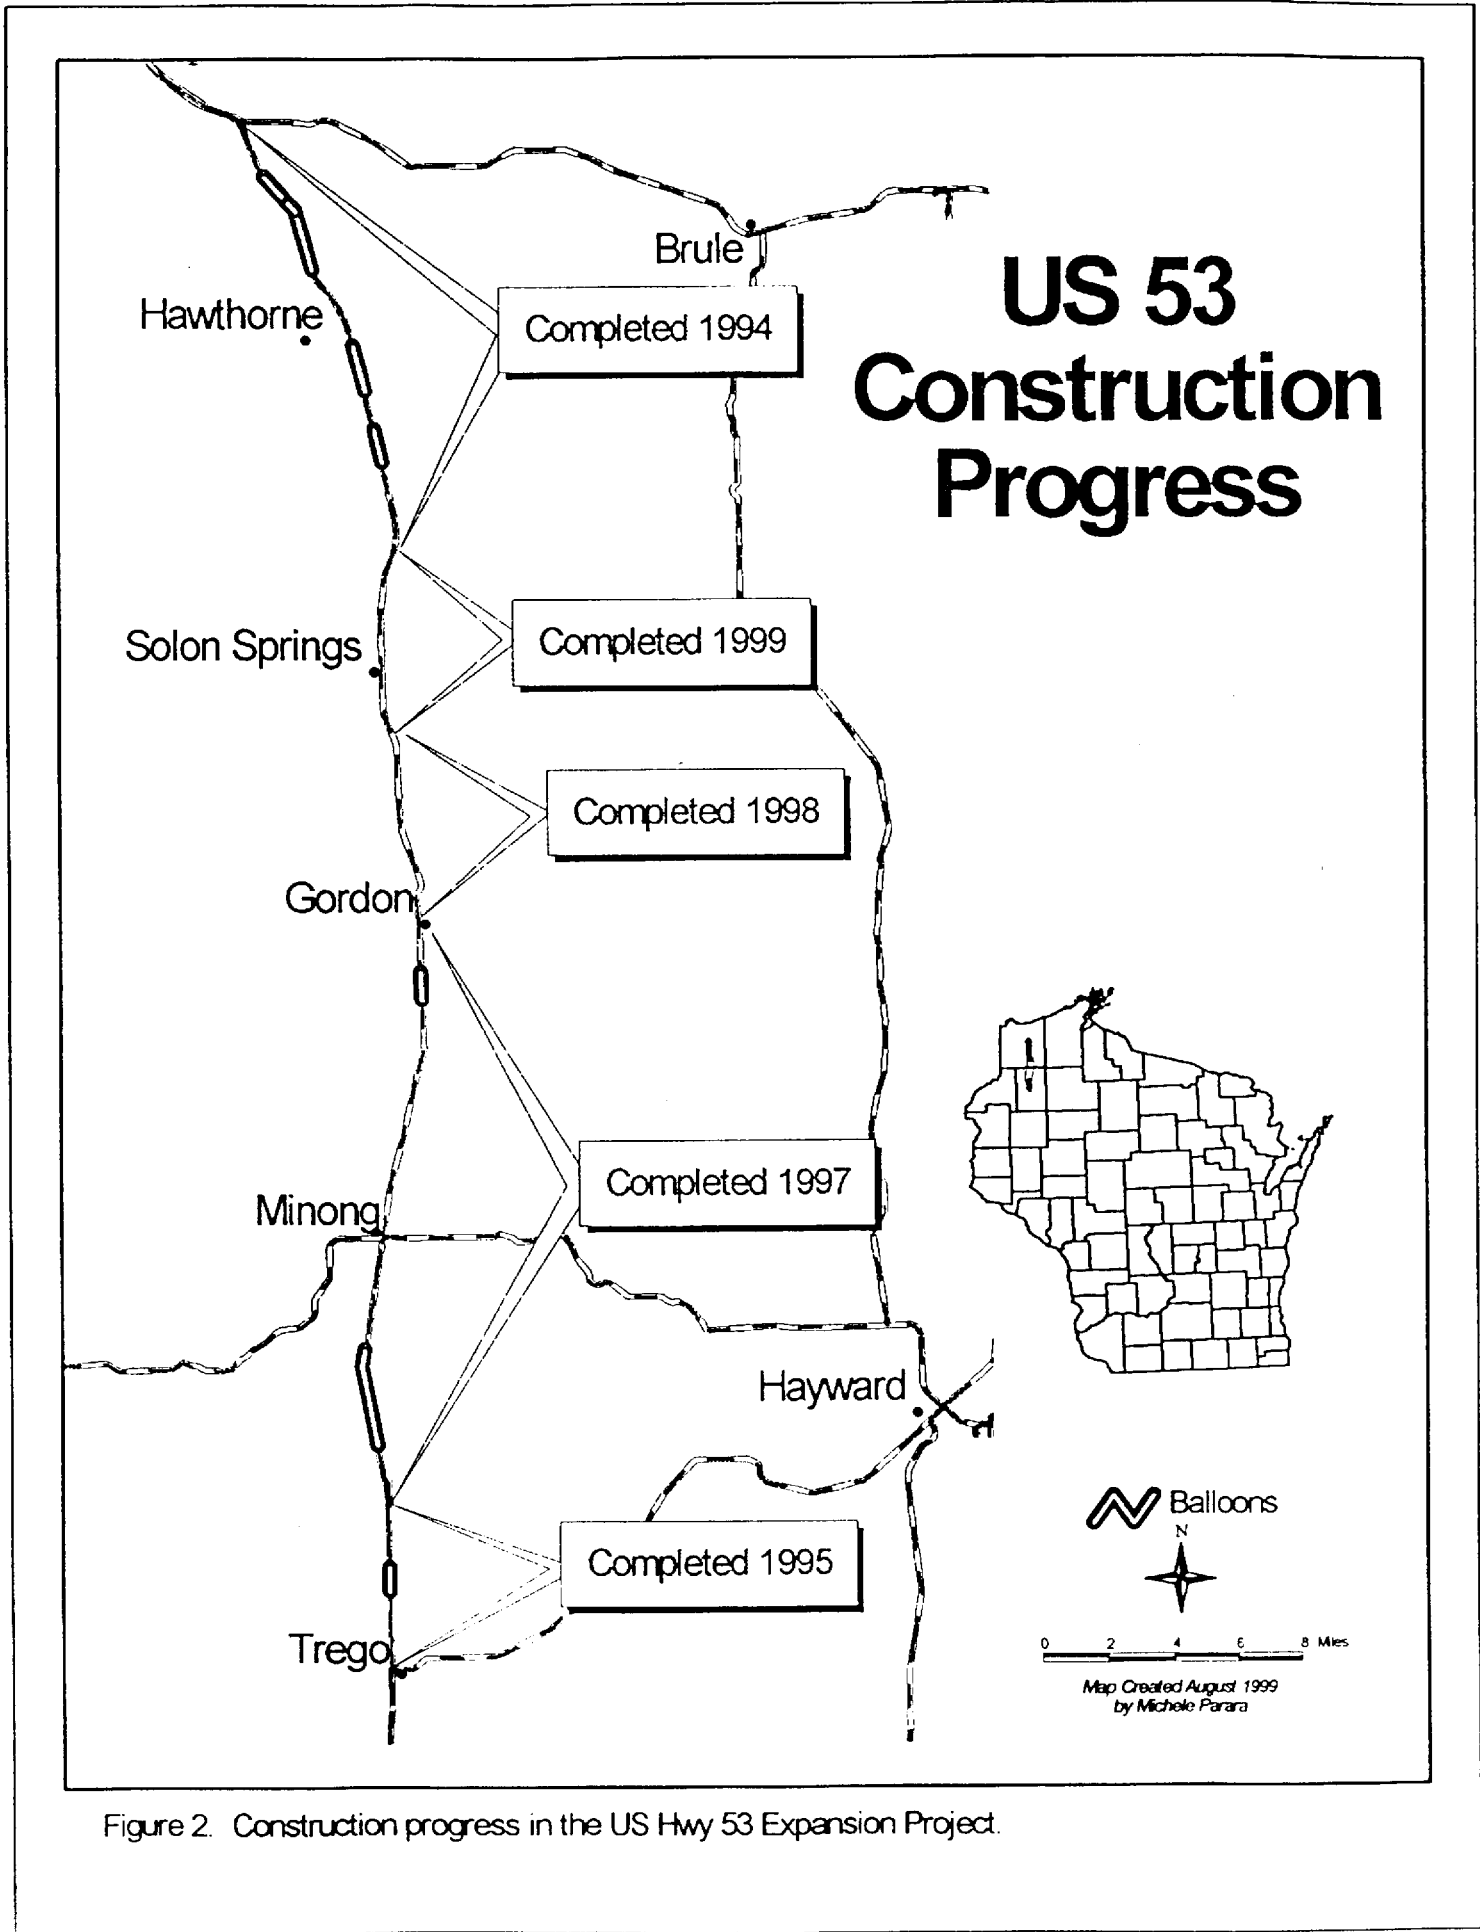 US 53
Construction
Progress
Brule
Hawthorne
Completed 1994
Solon Springs
Completed 1999
Completed 1998
Gordon
Completed 1997
Minong
Hayward
Balloons
N
Completed 1995
Trego
0 2 4 6 8 Miles
Map Created August 1999
by Michele Parara
Figure 2. Construction progress in the US Hwy 53 Expansion Project.